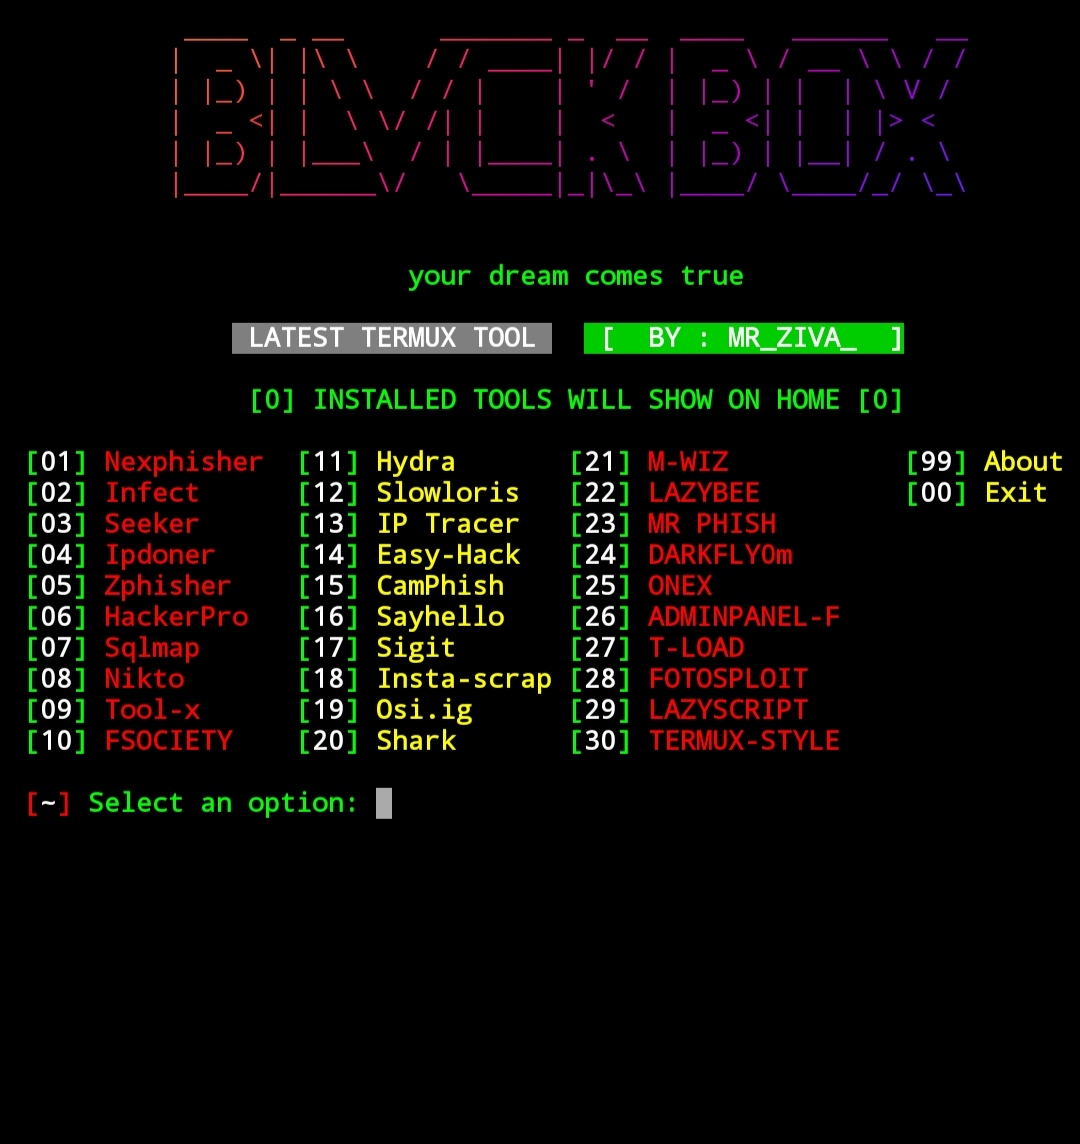 BLVCK BOX
your dream comes true
LATEST TERMUX TOOL [ BY : MR_ZIVA_ ]
[0] INSTALLED TOOLS WILL SHOW ON HOME [0]
[01] Nexphisher [11] Hydra [21] M-WIZ [99] About
[02] Infect [12] Slowloris [22] LAZYBEE [00] Exit
[03] Seeker [13] IP Tracer [23] MR PHISH
[04] Ipdoner [14] Easy-Hack [24] DARKFLY0m
[05] Zphisher [15] CamPhish [25] ONEX
[06] HackerPro [16] Sayhello [26] ADMINPANEL-F
[07] Sqlmap [17] Sigit [27] T-LOAD
[08] Nikto [18] Insta-scrap [28] FOTOSPLOIT
[09] Tool-x [19] Osi.ig [29] LAZYSCRIPT
[10] FSOCIETY [20] Shark [30] TERMUX-STYLE
[~] Select an option: